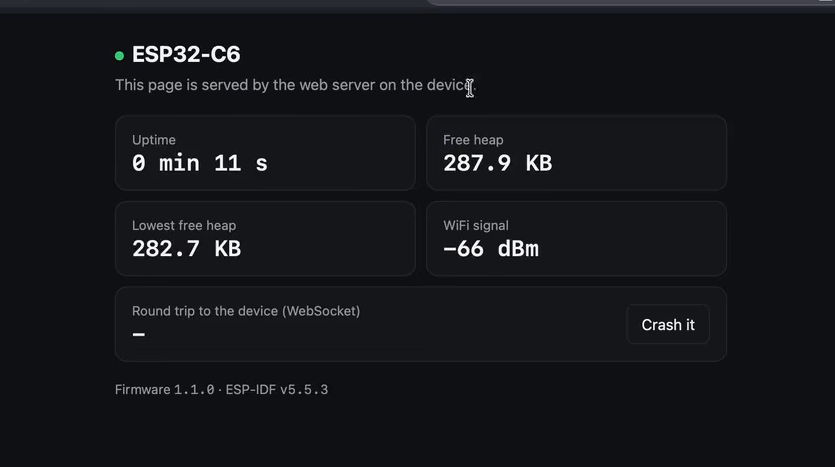 ESP32-C6
This page is served by the web server on the device.
Uptime
0 min 11 s
Free heap
287.9 KB
Lowest free heap
282.7 KB
WiFi signal
−66 dBm
Round trip to the device (WebSocket)
–
Crash it
Firmware 1.1.0 · ESP-IDF v5.5.3